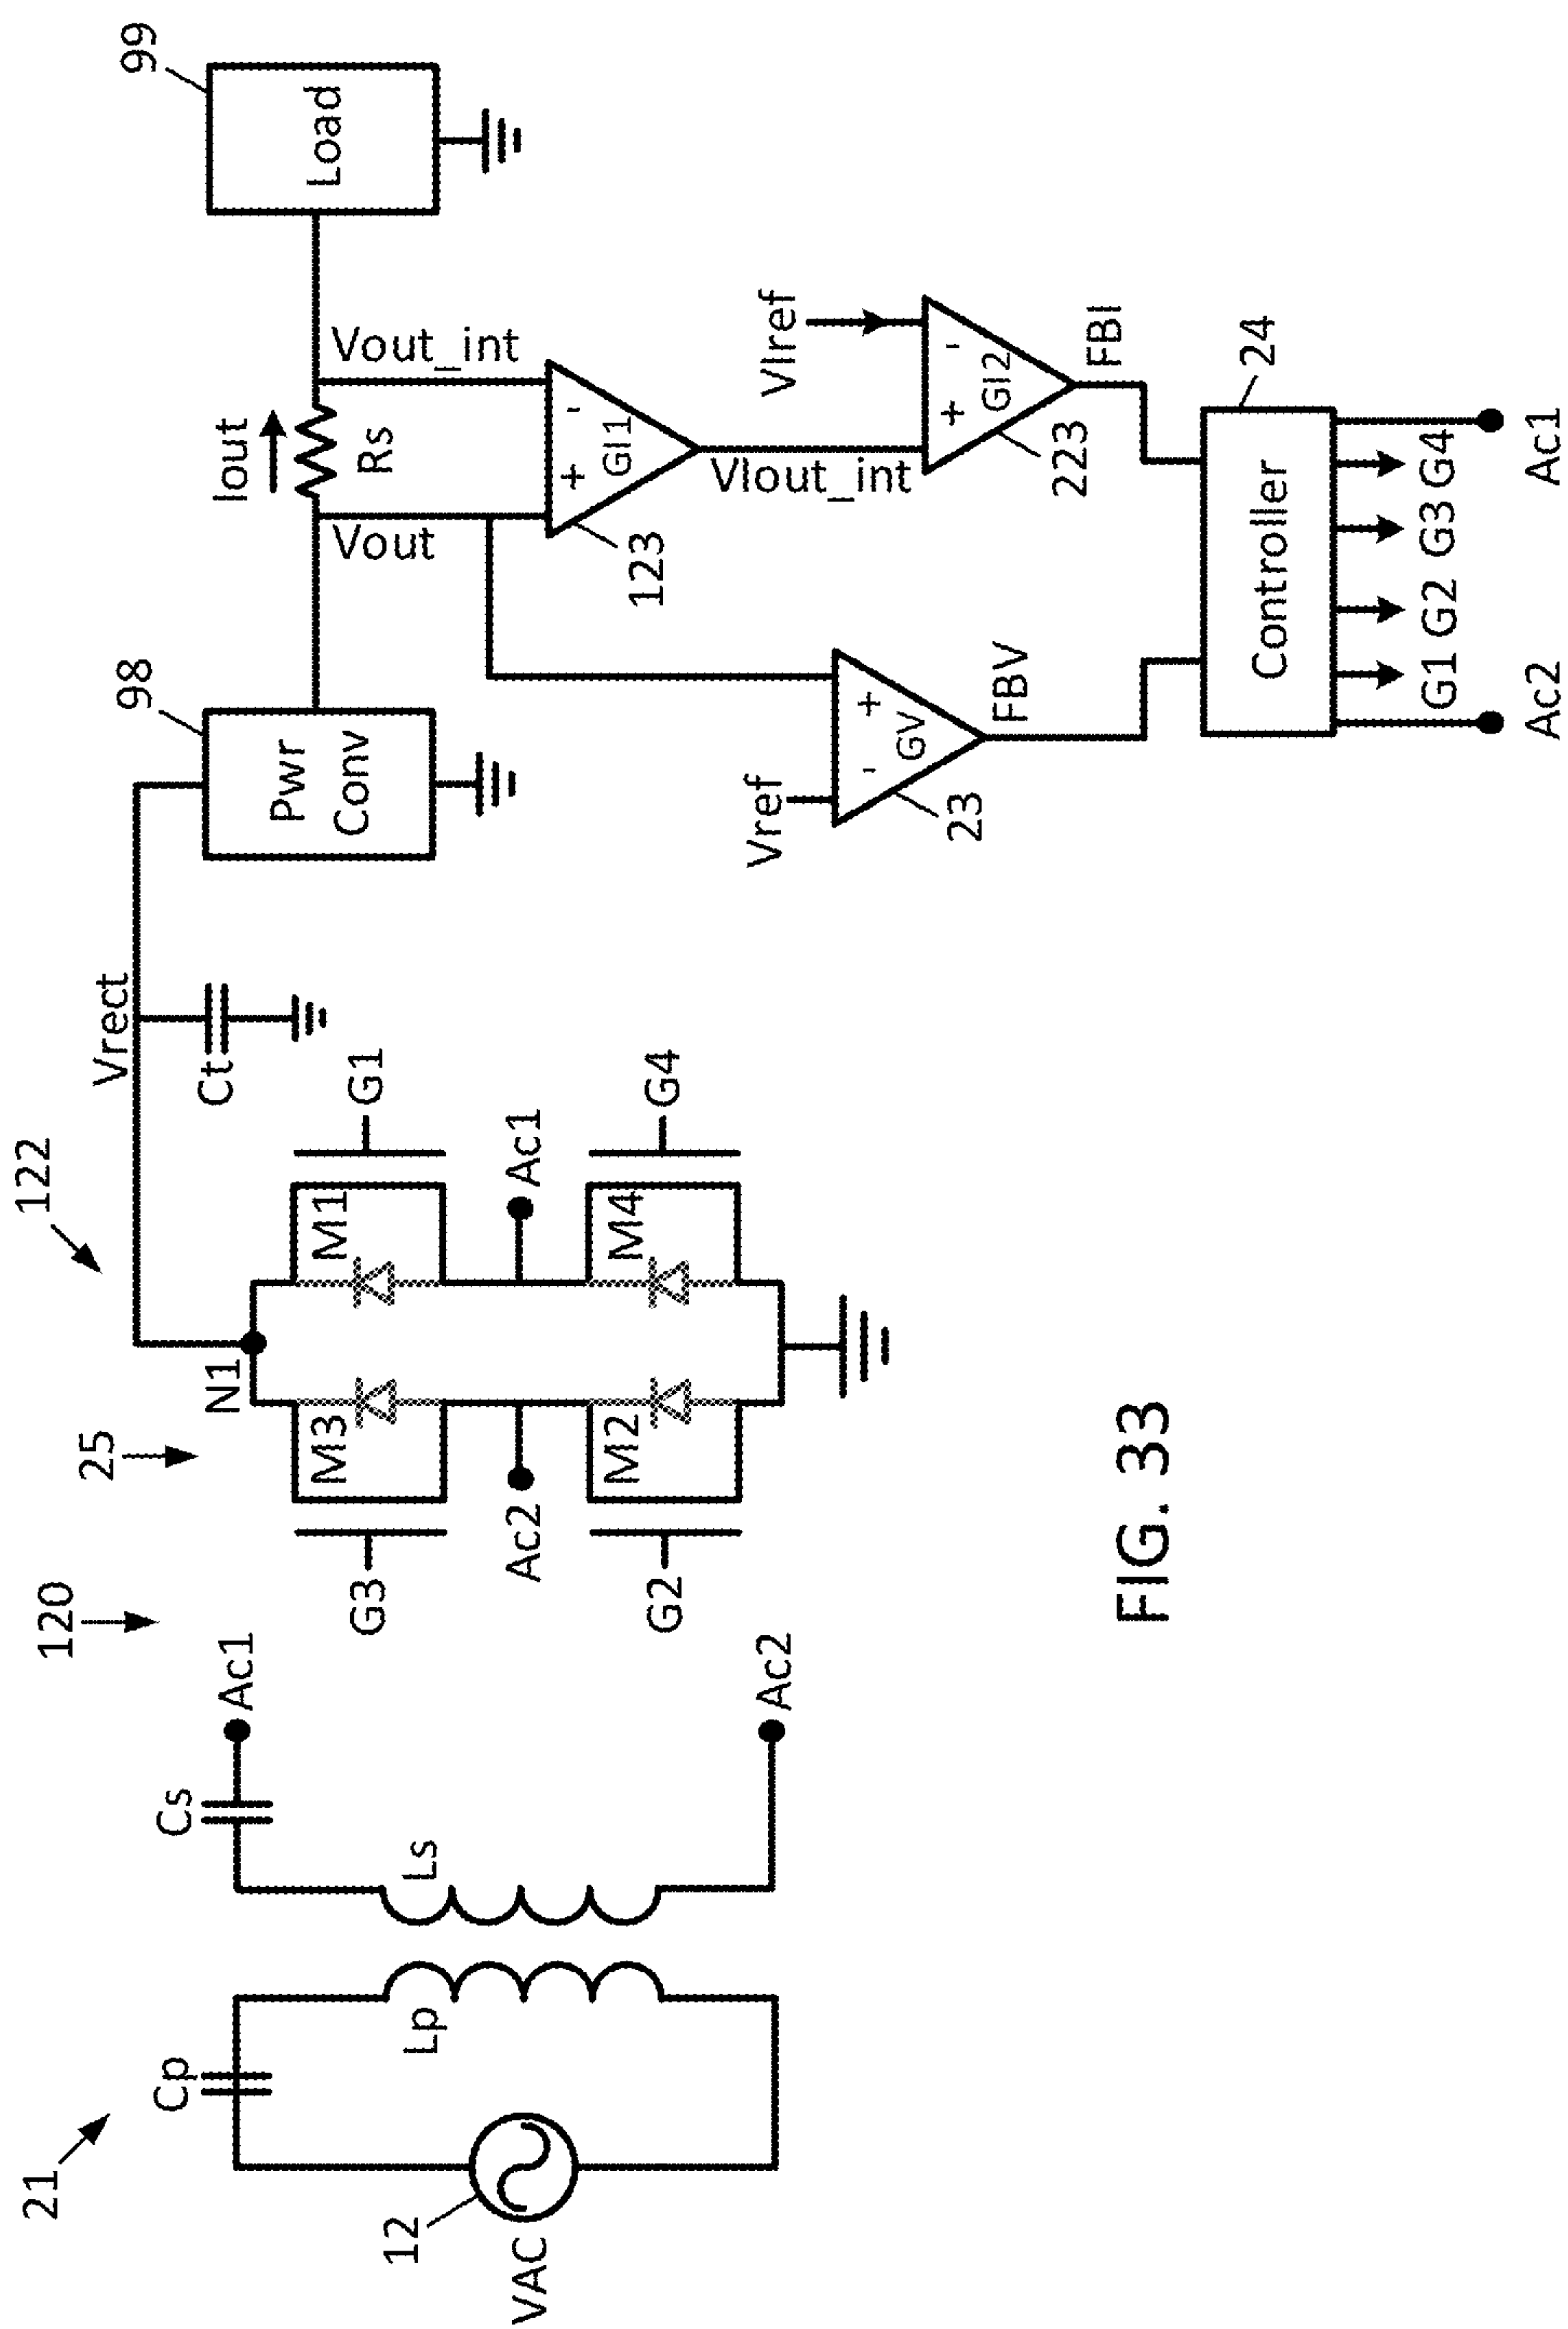 21
120
25
122
Vrect
98
99
Cp
Cs
Ac1
N1
Ct
Pwr
Conv
Load
Iout
Rs
Vout
Vout_int
12
VAC
Lp
Ls
Ac2
G3
M3
M1
G1
Ac2
Ac1
G2
M2
M4
G4
+
-
GI1
123
VIout_int
VIref
Vref
-
+
GV
23
FBV
+
-
GI2
223
FBI
Controller
24
G1
G2
G3
G4
Ac2
Ac1
FIG. 33